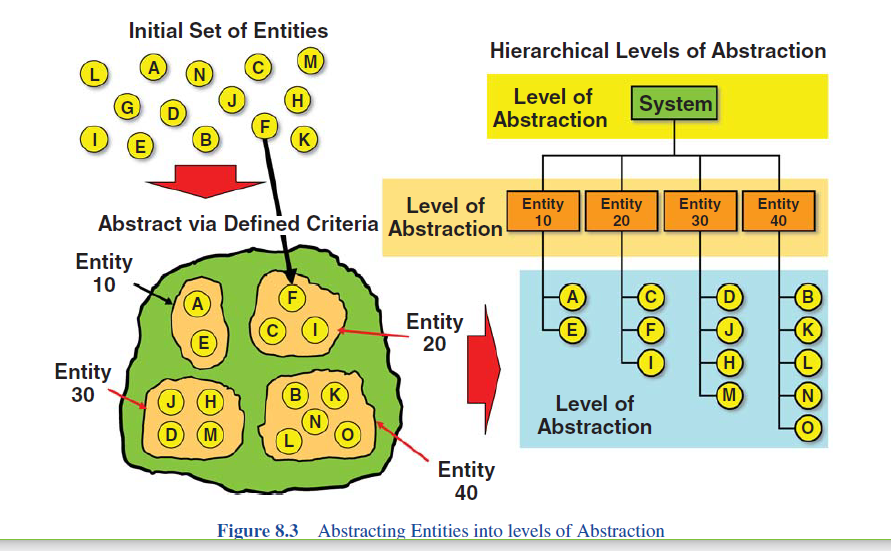 Initial Set of Entities
L
A
N
C
M
G
D
J
H
I
E
B
F
K
Abstract via Defined Criteria
Entity
10
A
E
F
C
I
Entity
20
Entity
30
J
H
D
M
B
K
N
L
O
Entity
40
Hierarchical Levels of Abstraction
Level of
Abstraction
System
Level of
Abstraction
Entity
10
Entity
20
Entity
30
Entity
40
A
E
C
F
I
D
J
H
M
B
K
L
N
O
Level of
Abstraction
Figure 8.3 Abstracting Entities into levels of Abstraction